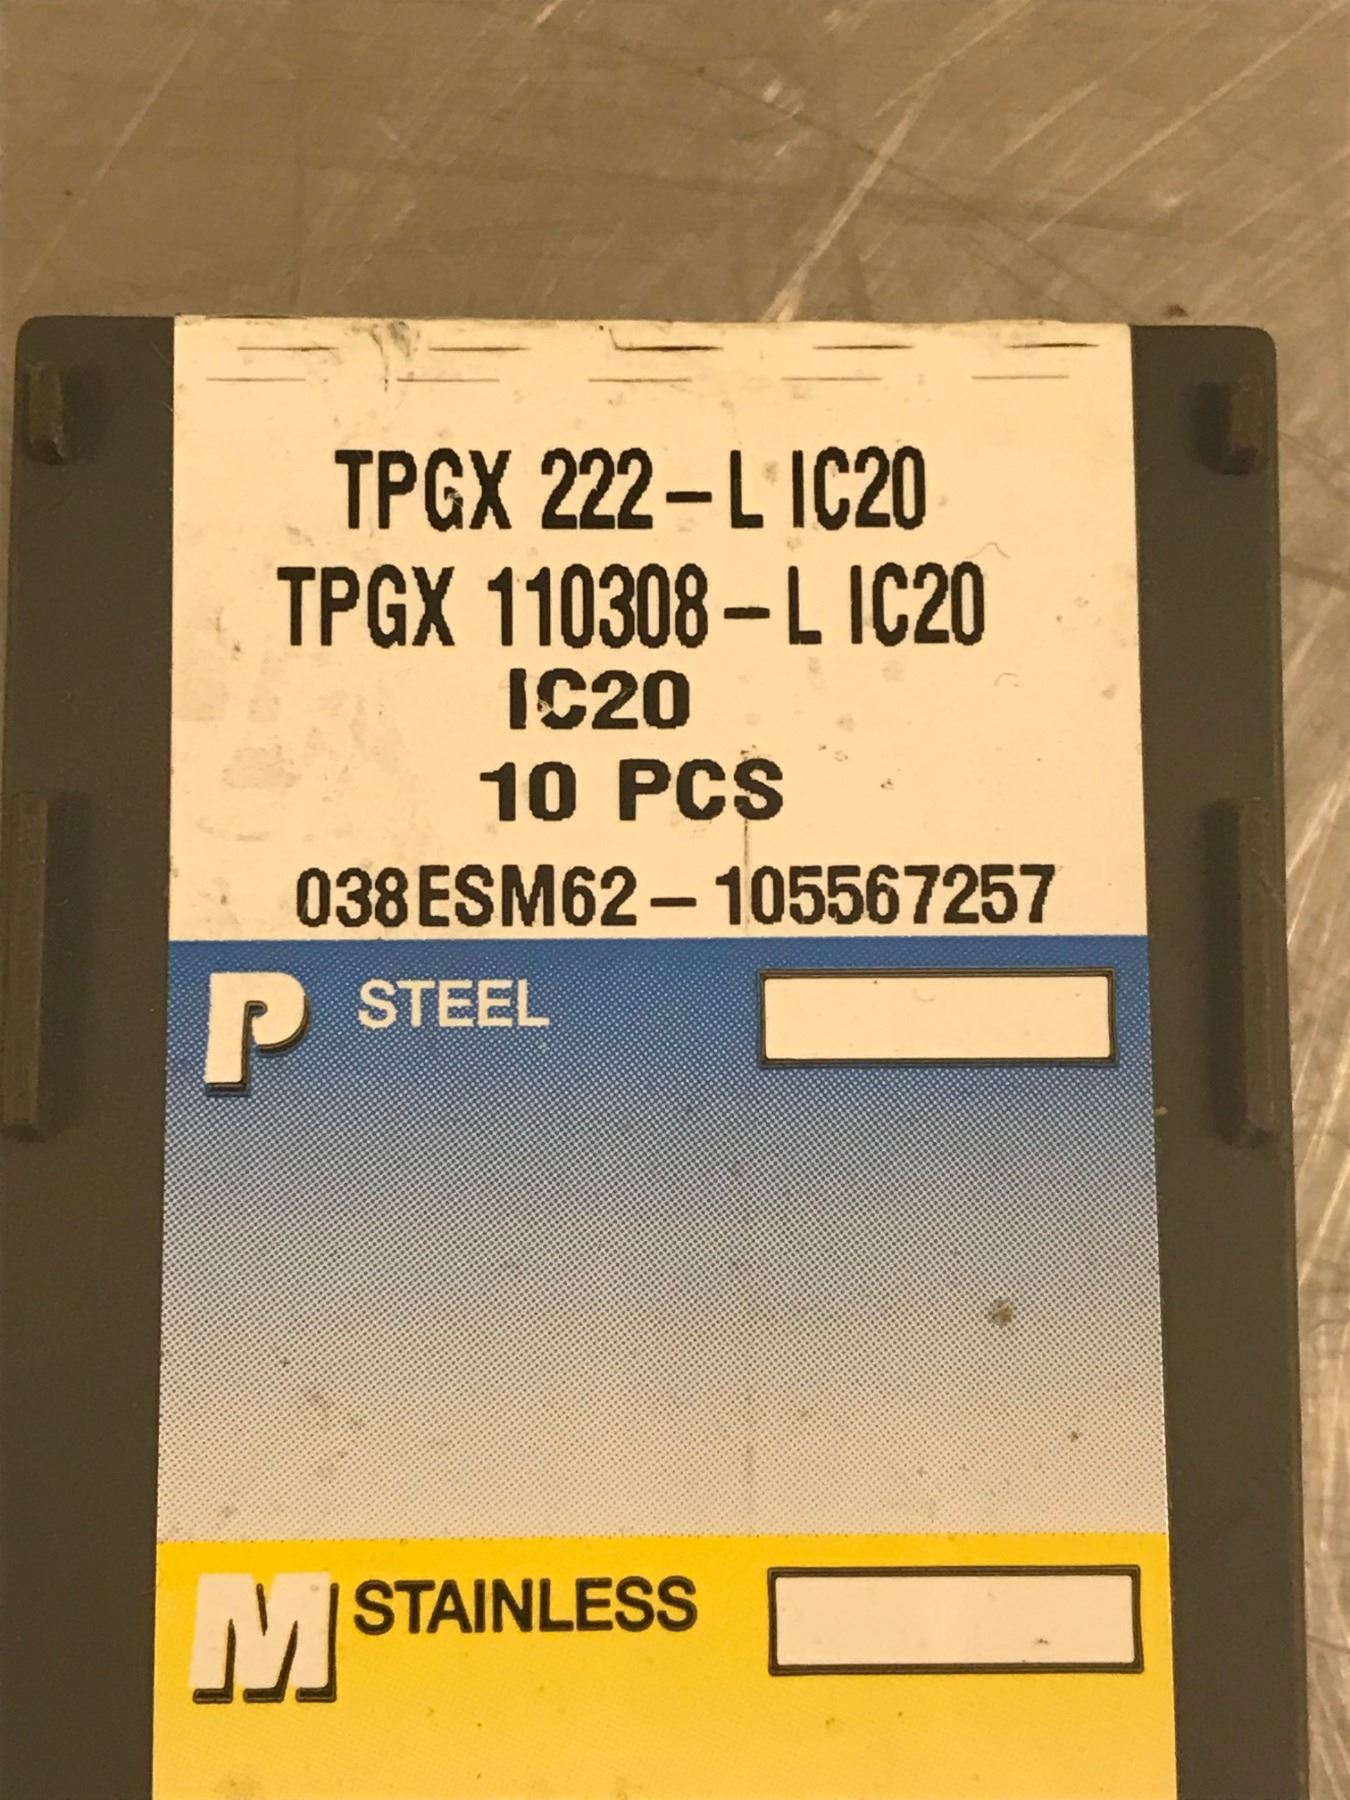 TPGX 222-L IC20
TPGX 110308-L IC20
IC20
10 PCS
038ESM62-105567257
P STEEL
M STAINLESS